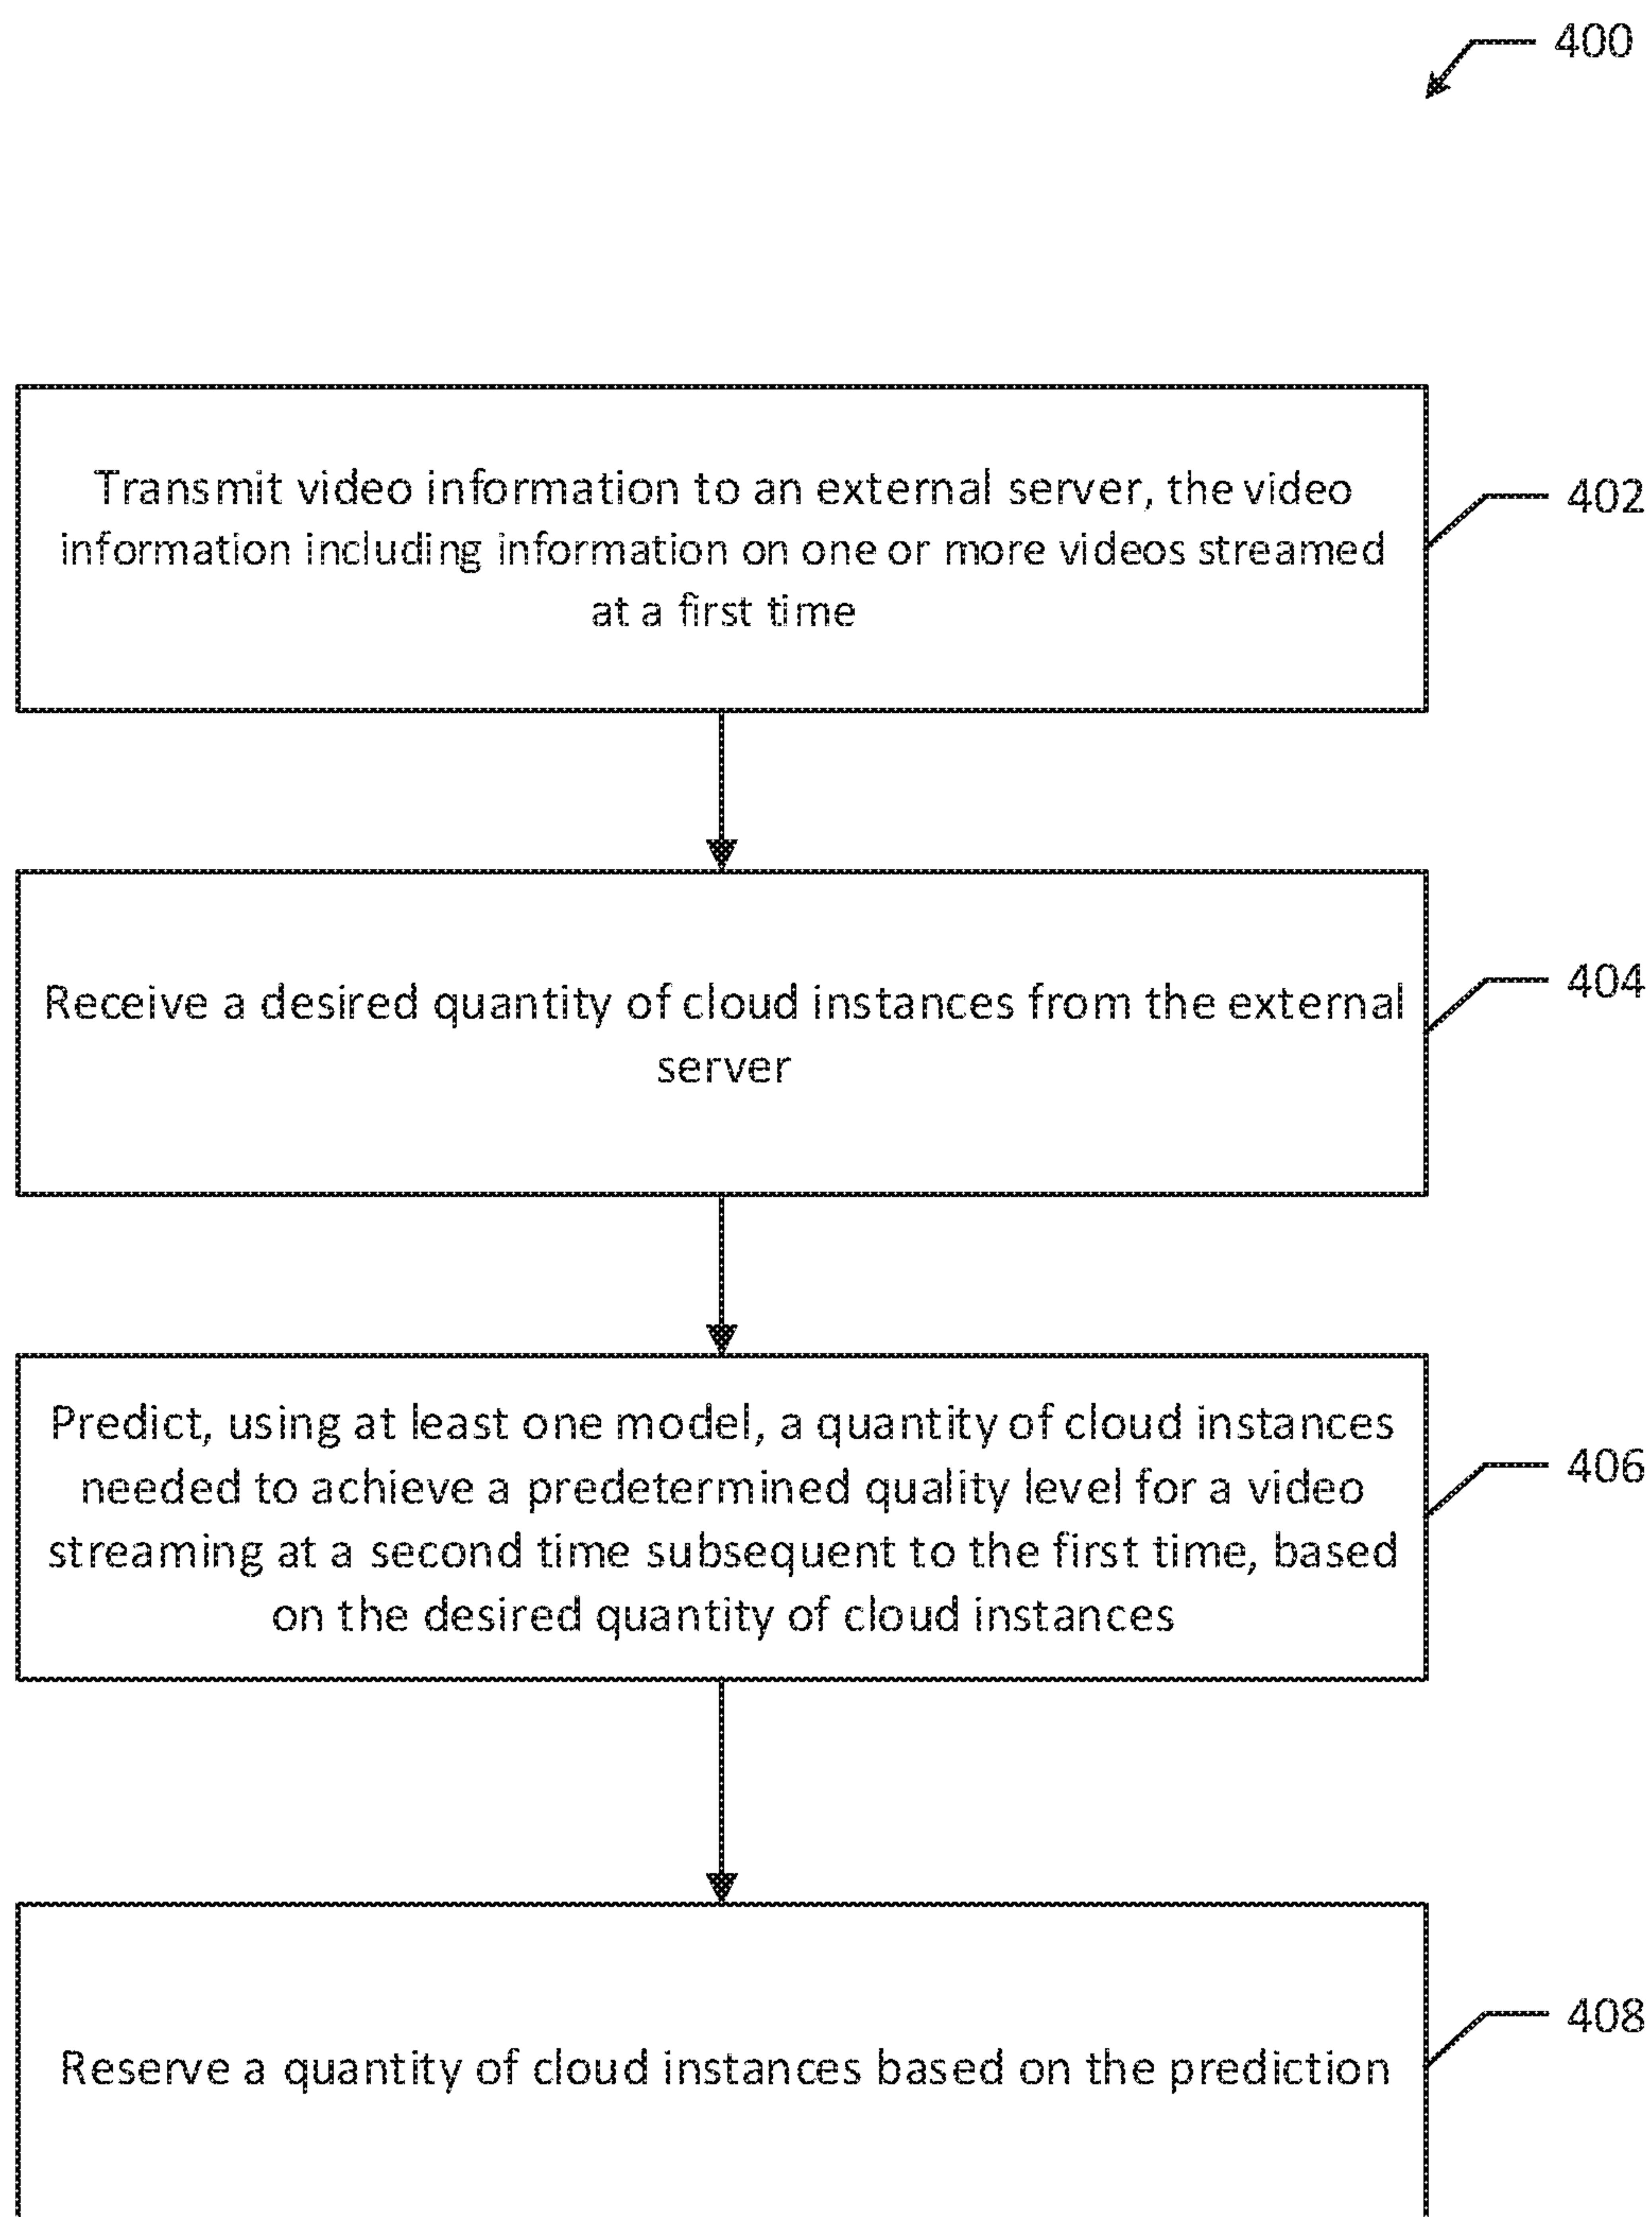 400
Transmit video information to an external server, the video
information including information on one or more videos streamed
at a first time
402
Receive a desired quantity of cloud instances from the external
server
404
Predict, using at least one model, a quantity of cloud instances
needed to achieve a predetermined quality level for a video
streaming at a second time subsequent to the first time, based
on the desired quantity of cloud instances
406
Reserve a quantity of cloud instances based on the prediction
408